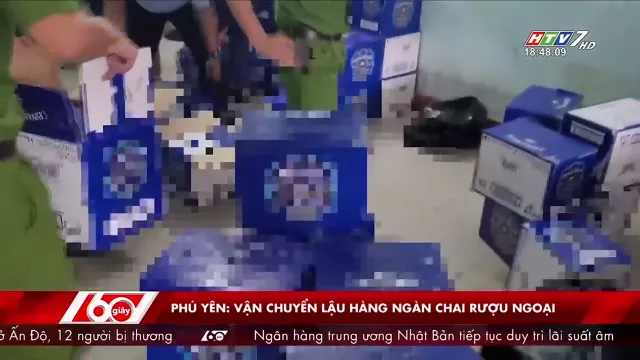 HTV7 HD
18:48:09
60 giây
PHÚ YÊN: VẬN CHUYỂN LẬU HÀNG NGÀN CHAI RƯỢU NGOẠI
ở Ấn Độ, 12 người bị thương 60 Ngân hàng trung ương Nhật Bản tiếp tục duy trì lãi suất âm